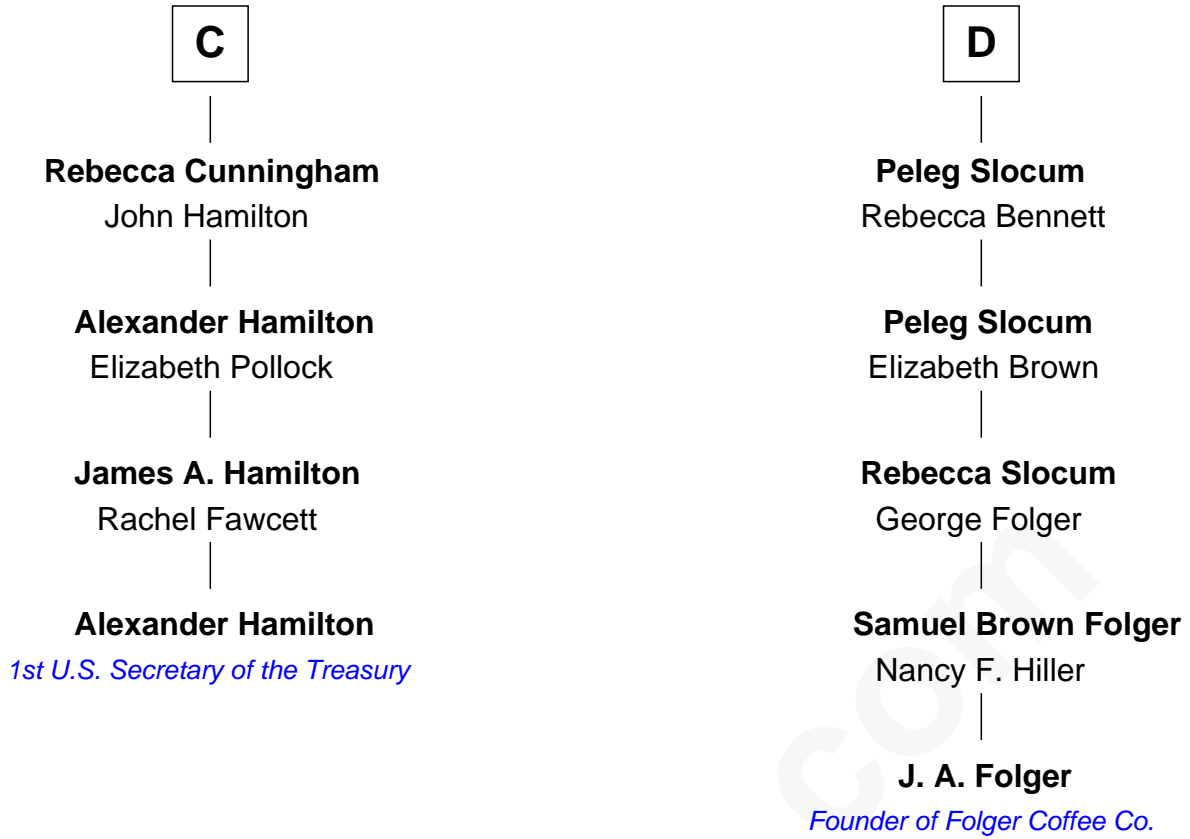 C
Rebecca Cunningham
John Hamilton
Alexander Hamilton
Elizabeth Pollock
James A. Hamilton
Rachel Fawcett
Alexander Hamilton
1st U.S. Secretary of the Treasury
D
Peleg Slocum
Rebecca Bennett
Peleg Slocum
Elizabeth Brown
Rebecca Slocum
George Folger
Samuel Brown Folger
Nancy F. Hiller
J. A. Folger
Founder of Folger Coffee Co.
com